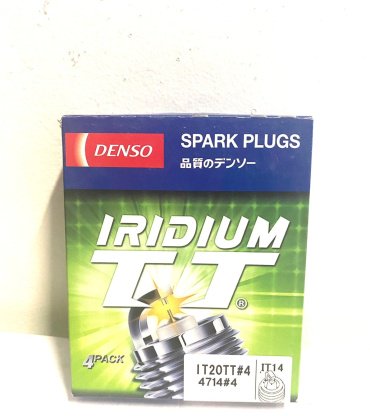 DENSO
SPARK PLUGS
品質のデンソー
IRIDIUM
TT®
4PACK
IT20TT#4
4714#4
IT14